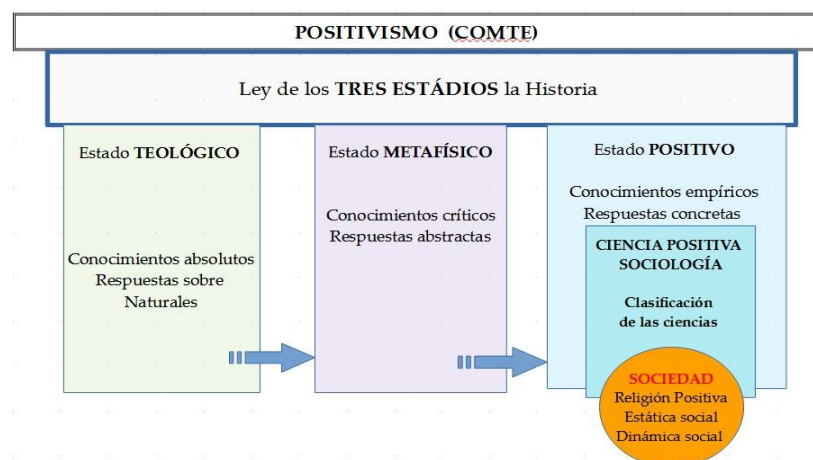 POSITIVISMO (COMTE)
Ley de los TRES ESTÁDIOS la Historia
Estado TEOLÓGICO
Conocimientos absolutos
Respuestas sobre
Naturales
Estado METAFÍSICO
Conocimientos críticos
Respuestas abstractas
Estado POSITIVO
Conocimientos empíricos
Respuestas concretas
CIENCIA POSITIVA
SOCIOLOGÍA
Clasificación
de las ciencias
SOCIEDAD
Religión Positiva
Estática social
Dinámica social